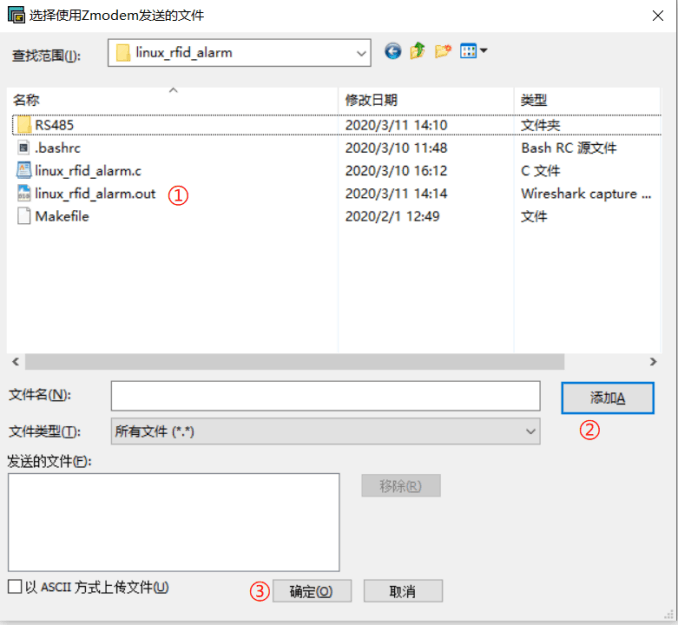 选择使用Zmodem发送的文件
查找范围(I): linux_rfid_alarm
名称 修改日期 类型
RS485 2020/3/11 14:10 文件夹
.bashrc 2020/3/10 11:48 Bash RC 源文件
linux_rfid_alarm.c 2020/3/10 16:12 C 文件
linux_rfid_alarm.out ① 2020/3/11 14:14 Wireshark capture ...
Makefile 2020/2/1 12:49 文件
文件名(N): 添加A
文件类型(T): 所有文件 (*.*) ②
发送的文件(F):
移除(R)
以 ASCII 方式上传文件(U) ③ 确定(O) 取消